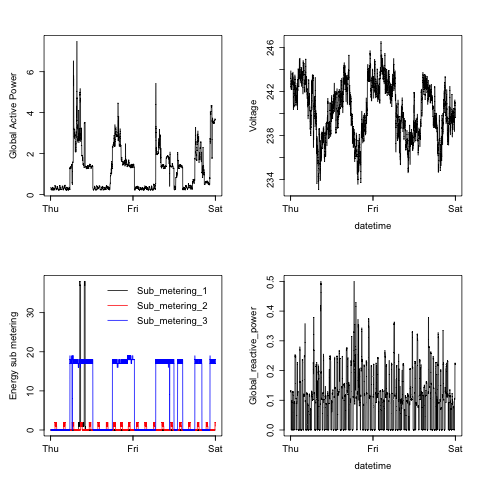 Global Active Power
0 2 4 6
Thu Fri Sat
Voltage
234 238 242 246
Thu Fri Sat
datetime
Energy sub metering
0 10 20 30
Sub_metering_1
Sub_metering_2
Sub_metering_3
Thu Fri Sat
Global_reactive_power
0.0 0.1 0.2 0.3 0.4 0.5
Thu Fri Sat
datetime